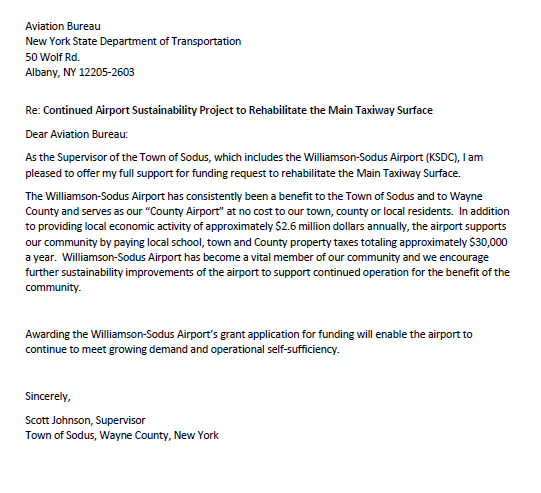 Aviation Bureau
New York State Department of Transportation
50 Wolf Rd.
Albany, NY 12205-2603
Re: Continued Airport Sustainability Project to Rehabilitate the Main Taxiway Surface
Dear Aviation Bureau:
As the Supervisor of the Town of Sodus, which includes the Williamson-Sodus Airport (KSDC), I am
pleased to offer my full support for funding request to rehabilitate the Main Taxiway Surface.
The Williamson-Sodus Airport has consistently been a benefit to the Town of Sodus and to Wayne
County and serves as our “County Airport” at no cost to our town, county or local residents.  In addition
to providing local economic activity of approximately $2.6 million dollars annually, the airport supports
our community by paying local school, town and County property taxes totaling approximately $30,000
a year.  Williamson-Sodus Airport has become a vital member of our community and we encourage
further sustainability improvements of the airport to support continued operation for the benefit of the
community.
Awarding the Williamson-Sodus Airport’s grant application for funding will enable the airport to
continue to meet growing demand and operational self-sufficiency.
Sincerely,
Scott Johnson, Supervisor
Town of Sodus, Wayne County, New York